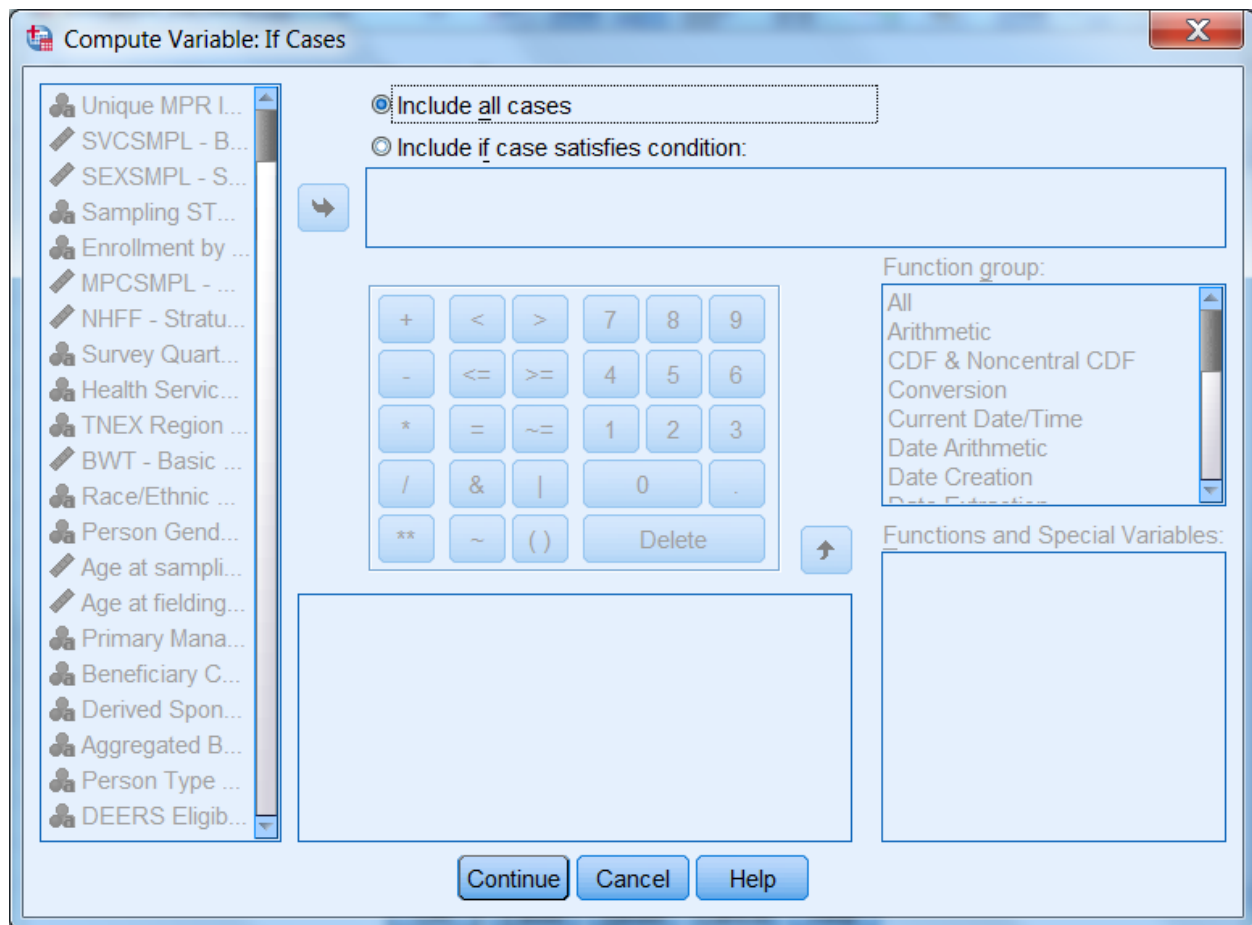 Compute Variable: If Cases
Unique MPR I...
SVCSMPL - B...
SEXSMPL - S...
Sampling ST...
Enrollment by ...
MPCSMPL - ...
NHFF - Stratu...
Survey Quart...
Health Servic...
TNEX Region ...
BWT - Basic ...
Race/Ethnic ...
Person Gend...
Age at sampli...
Age at fielding...
Primary Mana...
Beneficiary C...
Derived Spon...
Aggregated B...
Person Type ...
DEERS Eligib...
Include all cases
Include if case satisfies condition:
+ < > 7 8 9
- <= >= 4 5 6
* = ~= 1 2 3
/ & | 0 .
** ~ ( ) Delete
Function group:
All
Arithmetic
CDF & Noncentral CDF
Conversion
Current Date/Time
Date Arithmetic
Date Creation
Date Extraction
Functions and Special Variables:
Continue Cancel Help